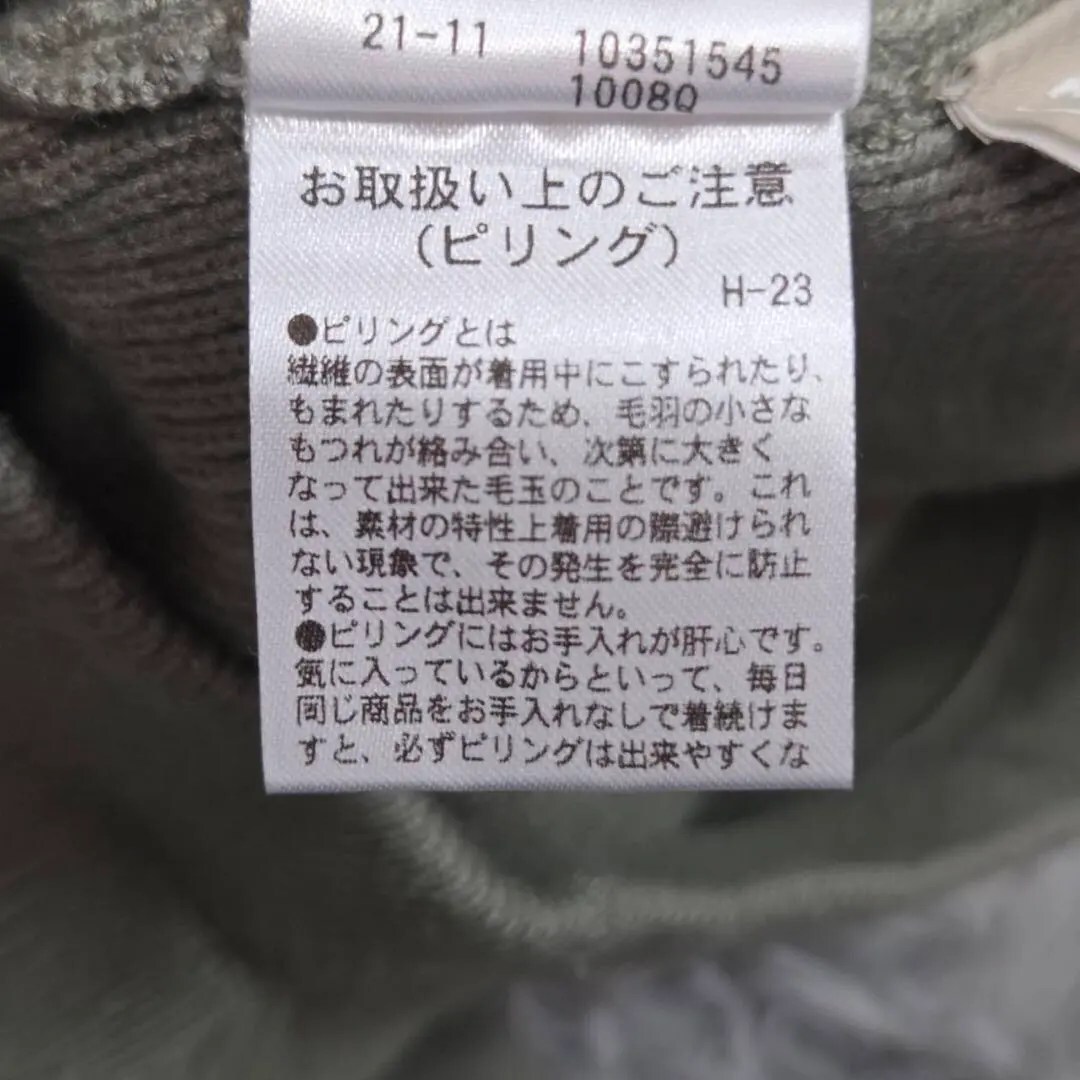 21-11 10351545
1008Q
お取扱い上のご注意
(ピリング)
H-23
●ピリングとは
繊維の表面が着用中にこすられたり、
もまれたりするため、毛羽の小さな
もつれが絡み合い、次第に大きく
なって出来た毛玉のことです。これ
は、素材の特性上着用の際避けられ
ない現象で、その発生を完全に防止
することは出来ません。
●ピリングにはお手入れが肝心です。
気に入っているからといって、毎日
同じ商品をお手入れなしで着続けま
すと、必ずピリングは出来やすくな